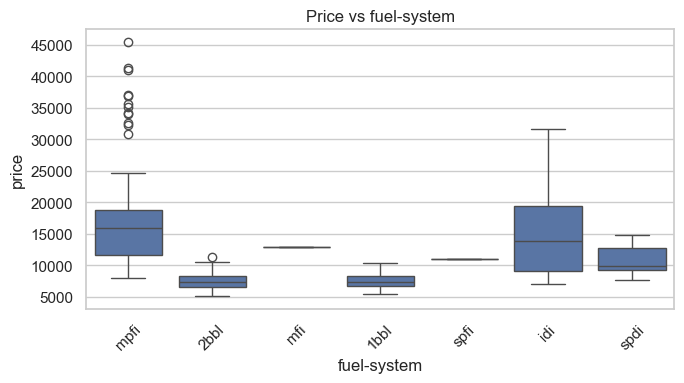 Price vs fuel-system
45000
40000
35000
30000
25000
20000
15000
10000
5000
price
mpfi
2bbl
mfi
1bbl
spfi
idi
spdi
fuel-system